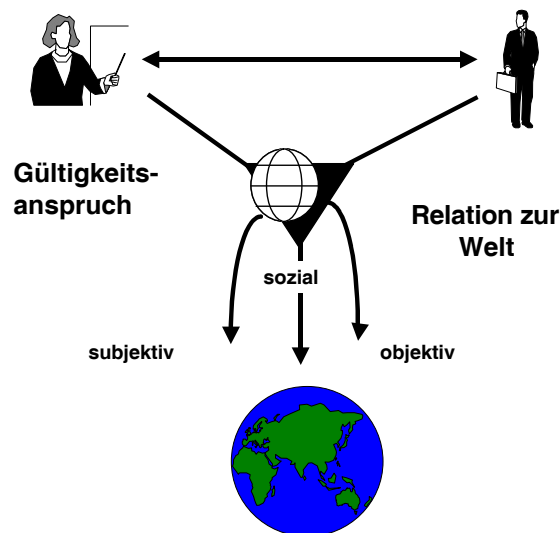 Gültigkeits-
anspruch
Relation zur
Welt
sozial
subjektiv
objektiv